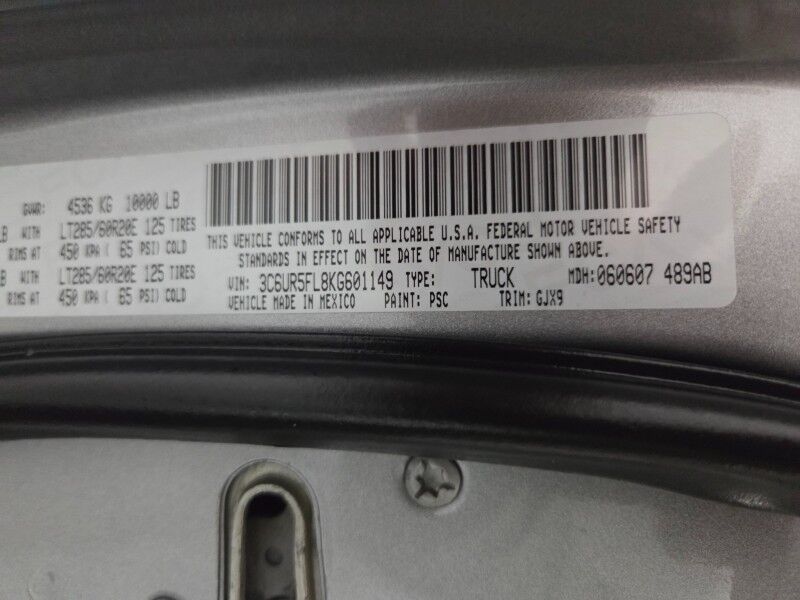 GVWR: 4536 KG 10000 LB
LB WITH LT285/60R20E 125 TIRES
RIMS AT 450 KPA ( 65 PSI) COLD
LB WITH LT285/60R20E 125 TIRES
RIMS AT 450 KPA ( 65 PSI) COLD
THIS VEHICLE CONFORMS TO ALL APPLICABLE U.S.A. FEDERAL MOTOR VEHICLE SAFETY
STANDARDS IN EFFECT ON THE DATE OF MANUFACTURE SHOWN ABOVE.
VIN: 3C6UR5FL8KG601149 TYPE: TRUCK MDH:060607 489AB
VEHICLE MADE IN MEXICO PAINT: PSC TRIM: GJX9